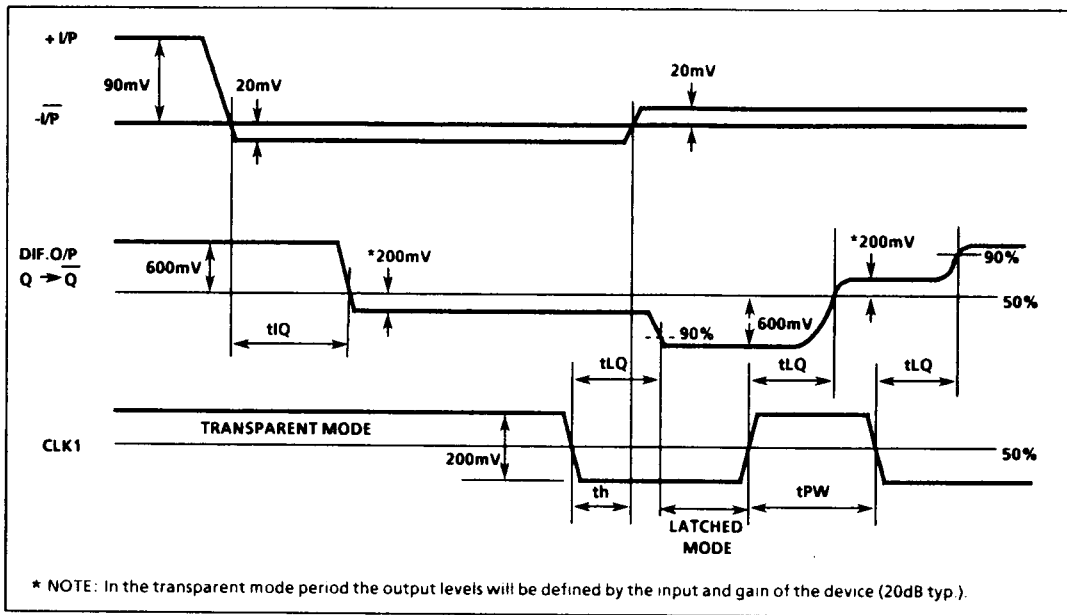 + I/P
90mV
20mV
20mV
-I/P
DIF.O/P
Q → Q
600mV
*200mV
*200mV
90%
50%
tIQ
90%
600mV
tLQ
tLQ
tLQ
TRANSPARENT MODE
CLK1
200mV
50%
th
tPW
LATCHED
MODE
* NOTE: In the transparent mode period the output levels will be defined by the input and gain of the device (20dB typ.).